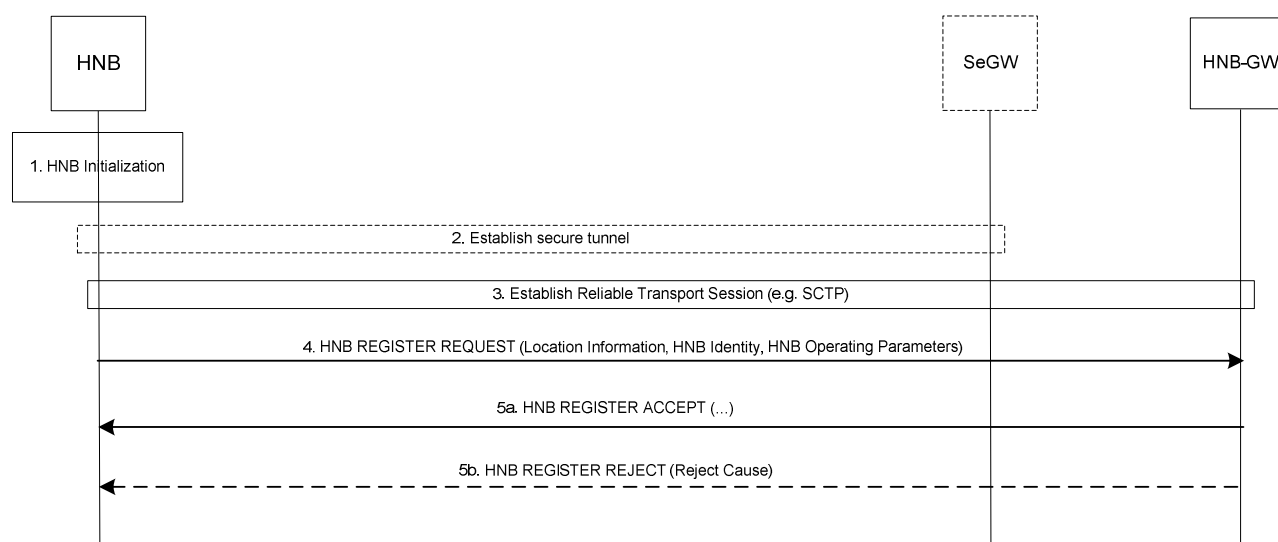 HNB
SeGW
HNB-GW
1. HNB Initialization
2. Establish secure tunnel
3. Establish Reliable Transport Session (e.g. SCTP)
4. HNB REGISTER REQUEST (Location Information, HNB Identity, HNB Operating Parameters)
5a. HNB REGISTER ACCEPT (...)
5b. HNB REGISTER REJECT (Reject Cause)